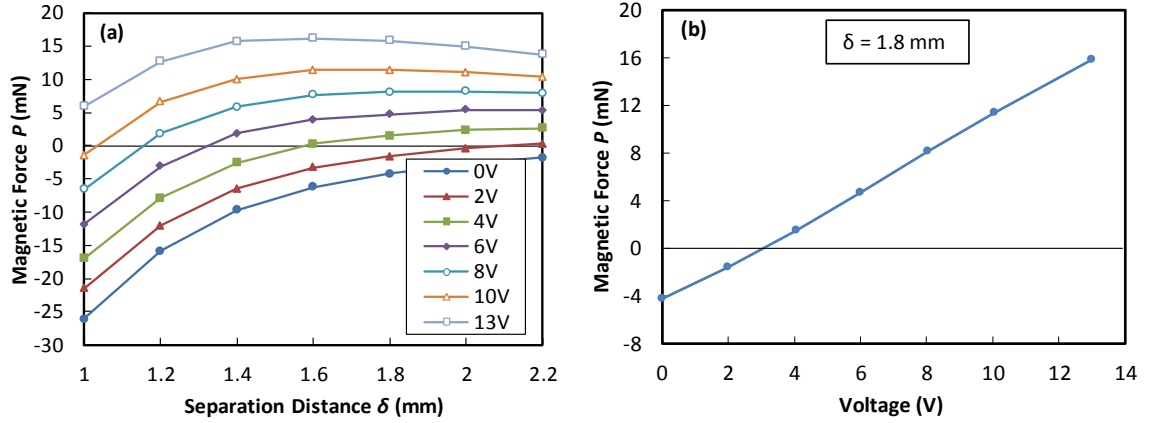 (a)
Magnetic Force P (mN)
20
15
10
5
0
-5
-10
-15
-20
-25
-30
1 1.2 1.4 1.6 1.8 2 2.2
Separation Distance δ (mm)
0V
2V
4V
6V
8V
10V
13V
(b)
δ = 1.8 mm
Magnetic Force P (mN)
20
16
12
8
4
0
-4
-8
0 2 4 6 8 10 12 14
Voltage (V)